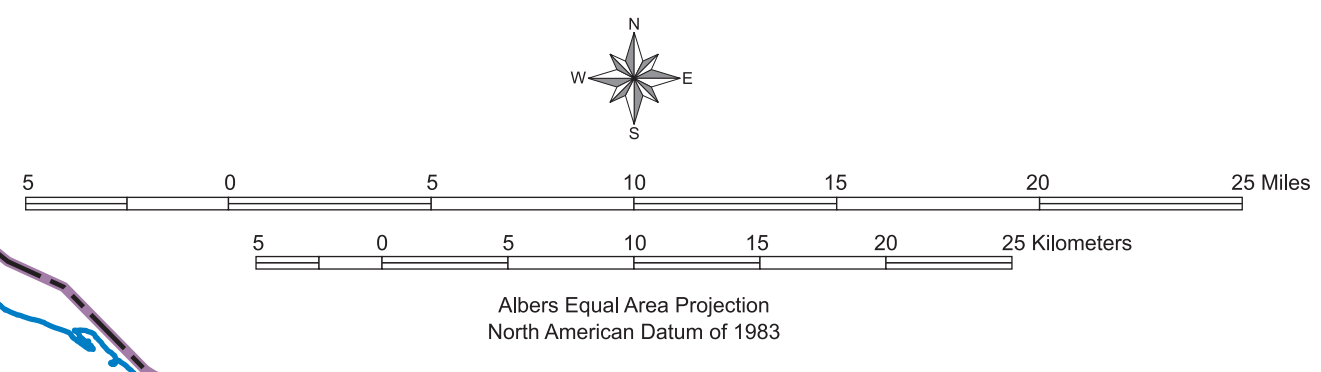 N
W E
S
5 0 5 10 15 20 25 Miles
5 0 5 10 15 20 25 Kilometers
Albers Equal Area Projection
North American Datum of 1983